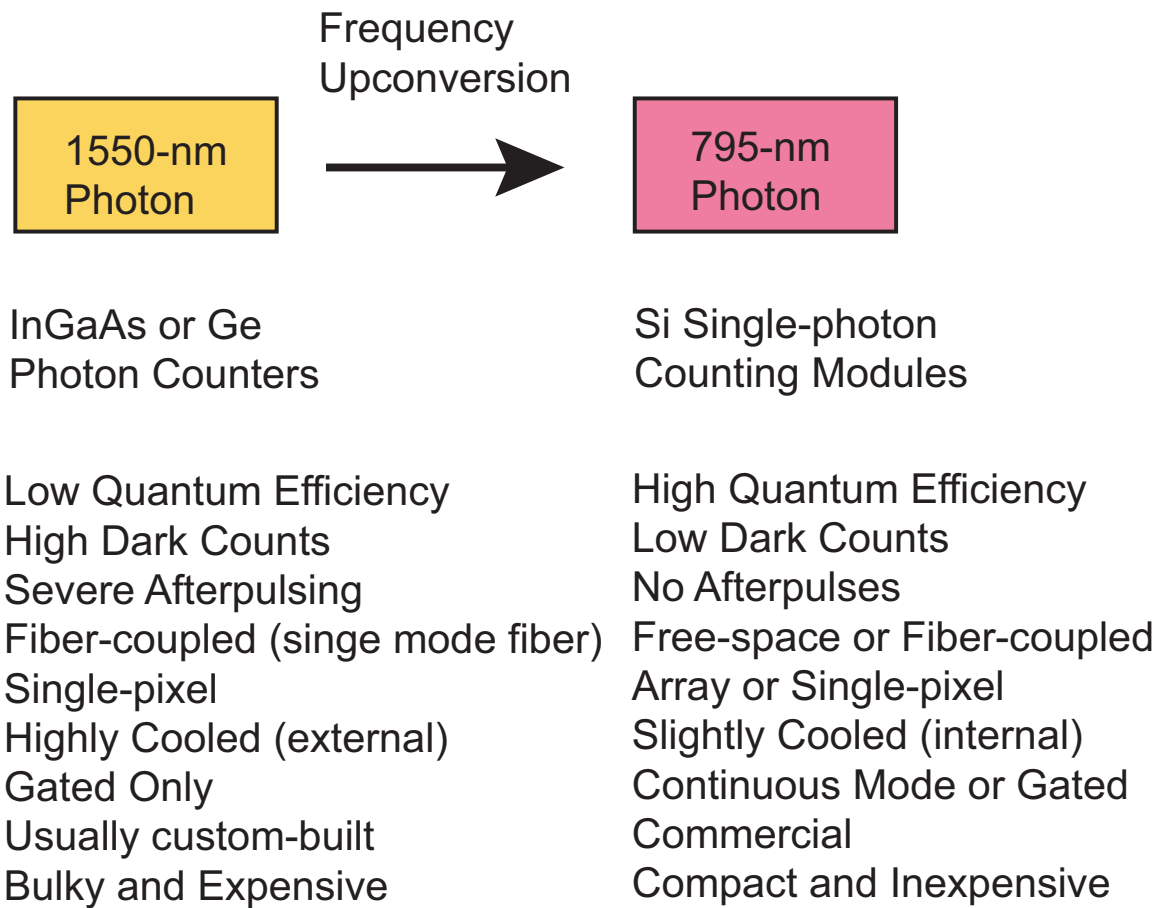 Frequency
Upconversion
1550-nm
Photon
795-nm
Photon
InGaAs or Ge
Photon Counters
Si Single-photon
Counting Modules
Low Quantum Efficiency
High Dark Counts
Severe Afterpulsing
Fiber-coupled (singe mode fiber)
Single-pixel
Highly Cooled (external)
Gated Only
Usually custom-built
Bulky and Expensive
High Quantum Efficiency
Low Dark Counts
No Afterpulses
Free-space or Fiber-coupled
Array or Single-pixel
Slightly Cooled (internal)
Continuous Mode or Gated
Commercial
Compact and Inexpensive